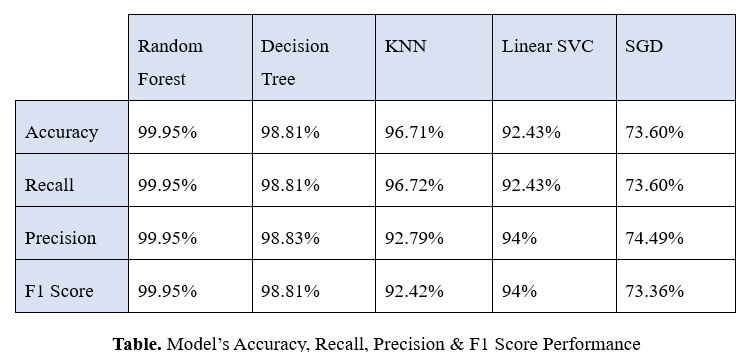 Random Forest Decision Tree KNN Linear SVC SGD
Accuracy 99.95% 98.81% 96.71% 92.43% 73.60%
Recall 99.95% 98.81% 96.72% 92.43% 73.60%
Precision 99.95% 98.83% 92.79% 94% 74.49%
F1 Score 99.95% 98.81% 92.42% 94% 73.36%
Table. Model's Accuracy, Recall, Precision & F1 Score Performance